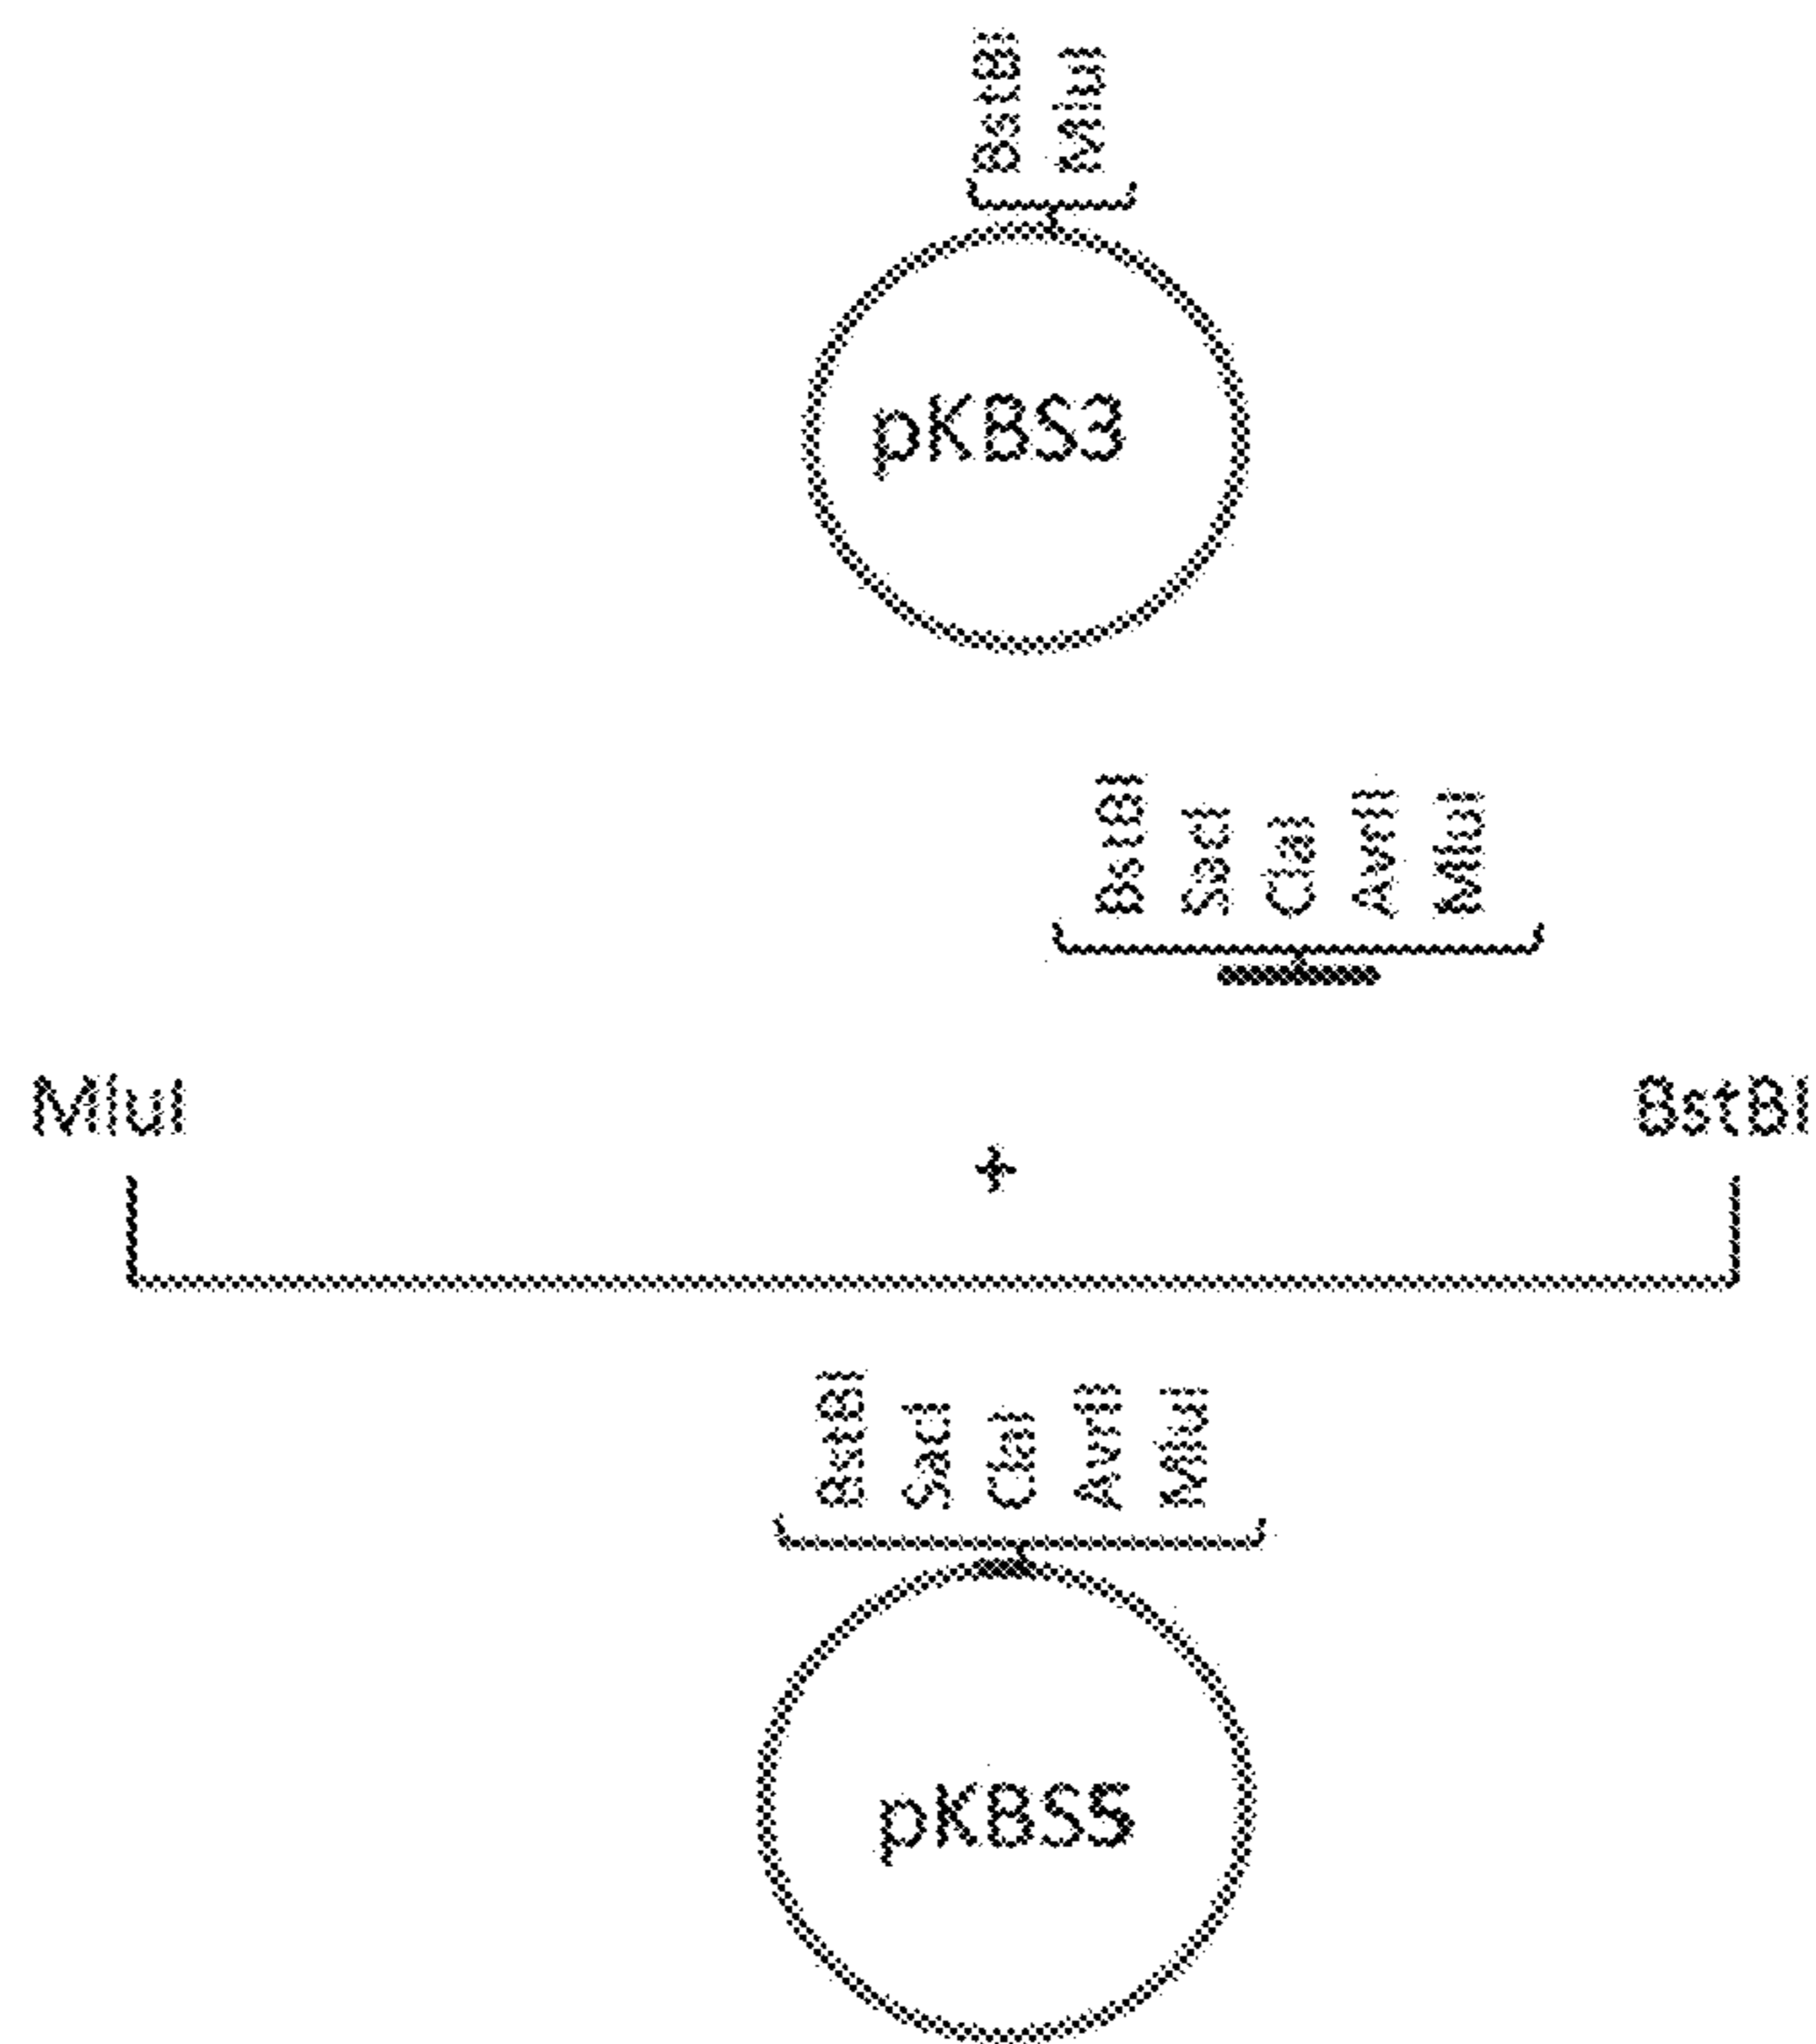 BstBI
MluI
pKBS3
BstBI
SacI
ClaI
AvrII
MluI
MluI
BstBI
+
BstBI
SacI
ClaI
AvrII
MluI
pKBS5